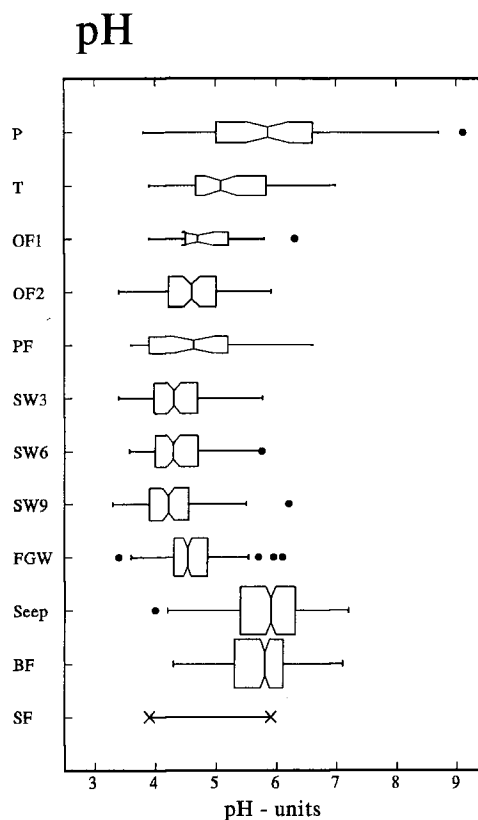 pH
P
T
OF1
OF2
PF
SW3
SW6
SW9
FGW
Seep
BF
SF
3 4 5 6 7 8 9
pH - units